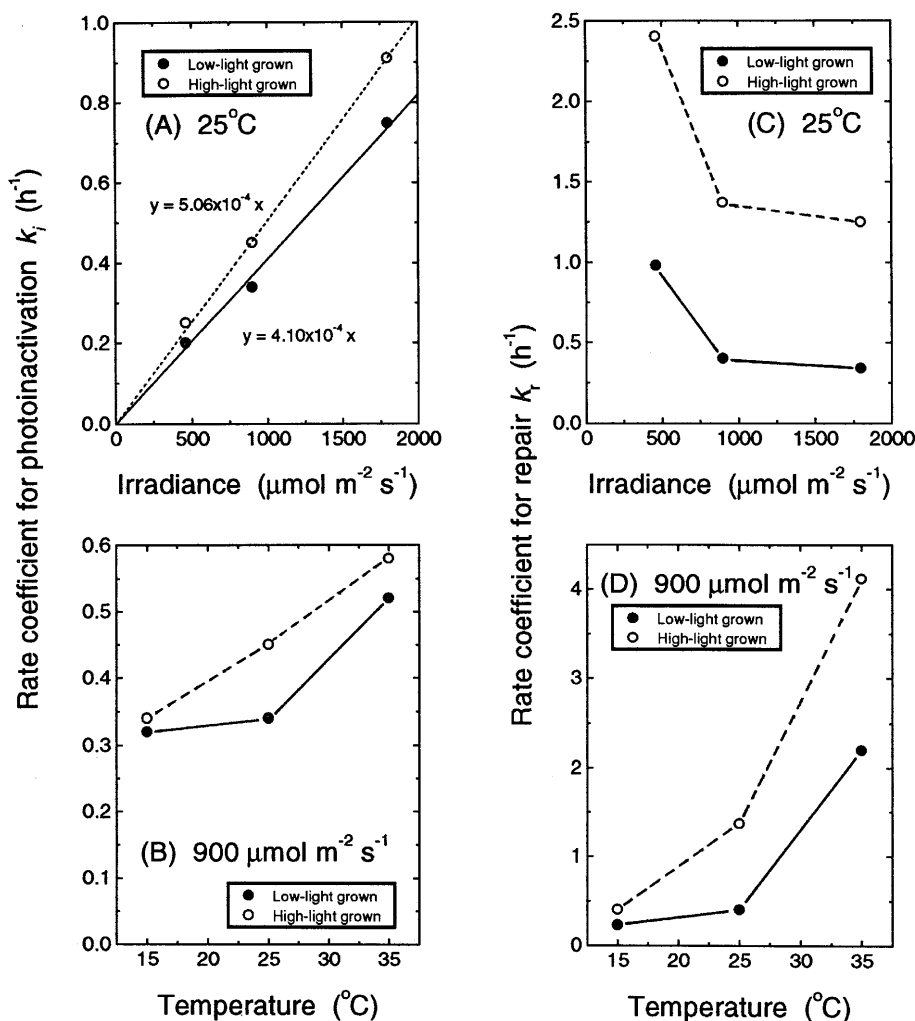 Rate coefficient for photoinactivation kᵢ (h⁻¹)
1.0
0.8
0.6
0.4
0.2
0.0
Low-light grown
High-light grown
(A) 25°C
y = 5.06x10⁻⁴ x
y = 4.10x10⁻⁴ x
0 500 1000 1500 2000
Irradiance (μmol m⁻² s⁻¹)
0.6
0.5
0.4
0.3
0.2
0.1
0.0
(B) 900 μmol m⁻² s⁻¹
Low-light grown
High-light grown
15 25 35
Temperature (°C)
Rate coefficient for repair kᵣ (h⁻¹)
2.5
2.0
1.5
1.0
0.5
0.0
Low-light grown
High-light grown
(C) 25°C
0 500 1000 1500 2000
Irradiance (μmol m⁻² s⁻¹)
4
3
2
1
0
(D) 900 μmol m⁻² s⁻¹
Low-light grown
High-light grown
15 25 35
Temperature (°C)